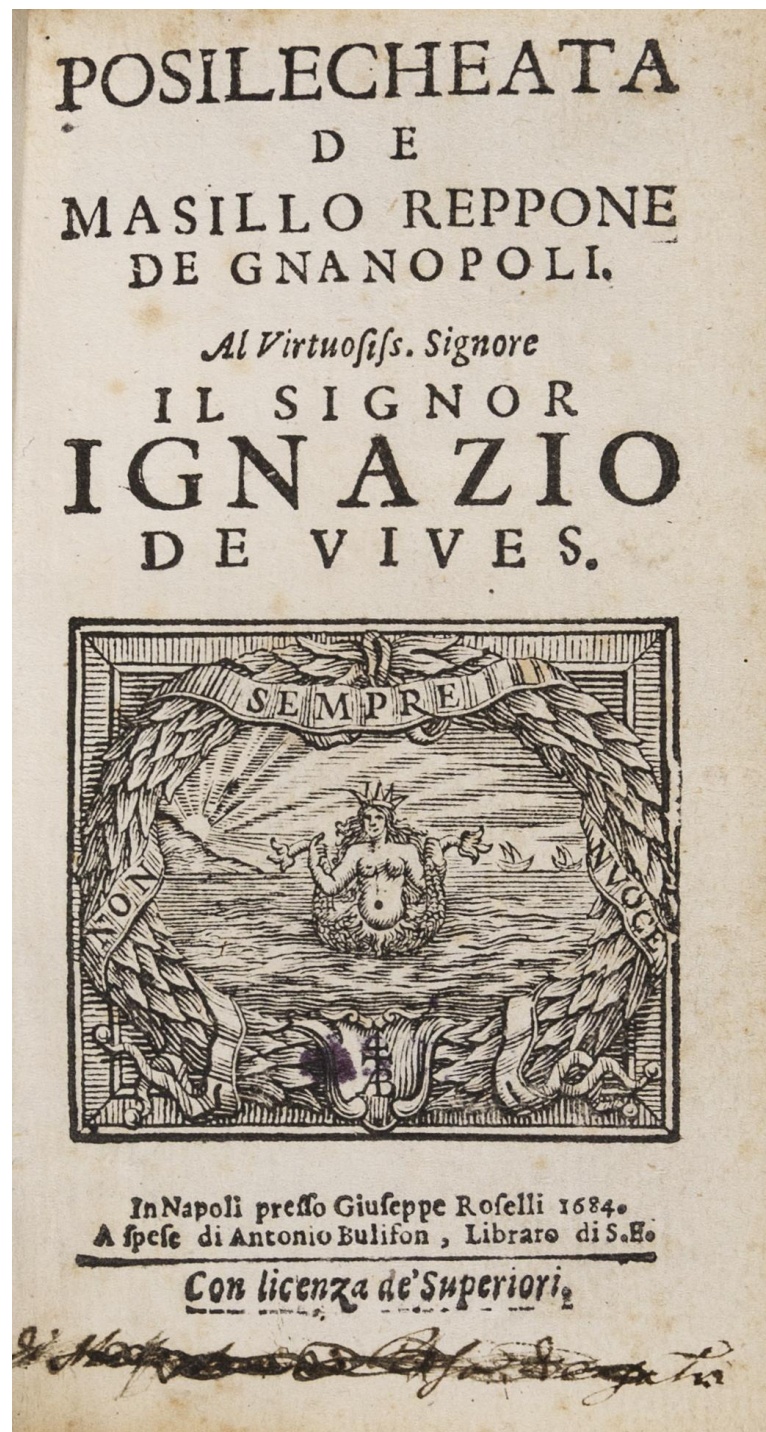 POSILECHEATA
DE
MASILLO REPPONE
DE GNANOPOLI.
Al Virtuoſiſs. Signore
IL SIGNOR
IGNAZIO
DE VIVES.
SEMPRE
NON
NVOCE
AB
In Napoli preſſo Giuſeppe Roſelli 1684.
A ſpeſe di Antonio Bulifon, Libraro di S.E.
Con licenza de'Superiori.